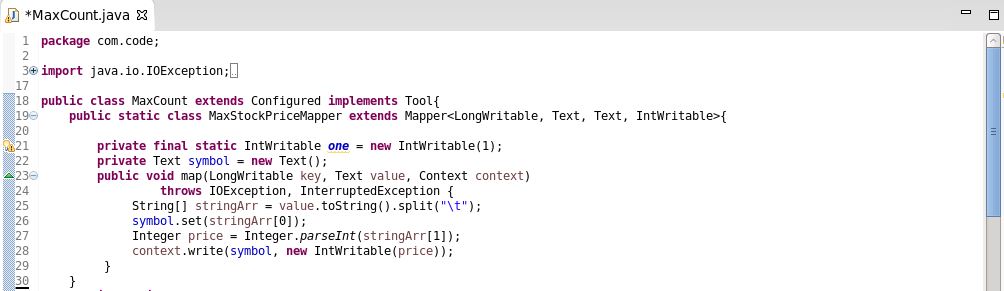 *MaxCount.java
1 package com.code;
2
3 import java.io.IOException;
17
18 public class MaxCount extends Configured implements Tool{
19 public static class MaxStockPriceMapper extends Mapper<LongWritable, Text, Text, IntWritable>{
20
21 private final static IntWritable one = new IntWritable(1);
22 private Text symbol = new Text();
23 public void map(LongWritable key, Text value, Context context)
24 throws IOException, InterruptedException {
25 String[] stringArr = value.toString().split("\t");
26 symbol.set(stringArr[0]);
27 Integer price = Integer.parseInt(stringArr[1]);
28 context.write(symbol, new IntWritable(price));
29 }
30 }